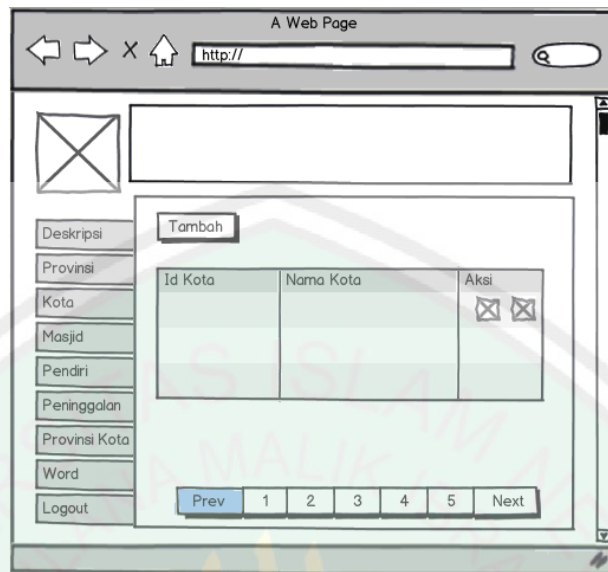 A Web Page
http://
Deskripsi
Provinsi
Kota
Masjid
Pendiri
Peninggalan
Provinsi Kota
Word
Logout
Tambah
Id Kota Nama Kota Aksi
Prev 1 2 3 4 5 Next